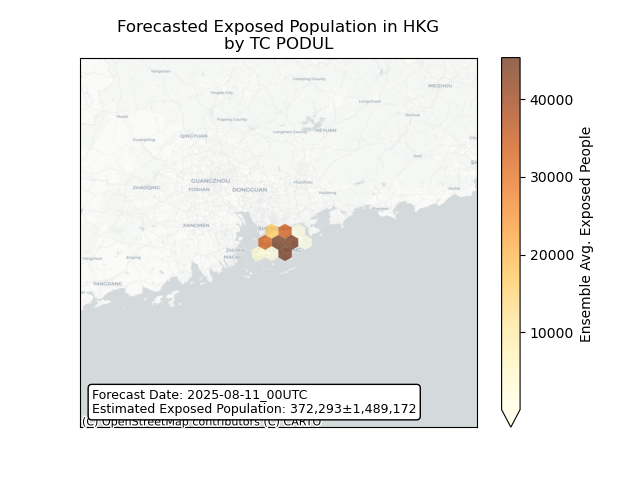 Forecasted Exposed Population in HKG
by TC PODUL
MEIZHOU
HEYUAN
QINGYUAN
GUANGZHOU
FOSHAN
DONGGUAN
ZHAOQING
JIANGMEN
MACAU
YANGJIANG
40000
30000
20000
10000
Ensemble Avg. Exposed People
Forecast Date: 2025-08-11_00UTC
Estimated Exposed Population: 372,293±1,489,172
(C) OpenStreetMap contributors (C) CARTO